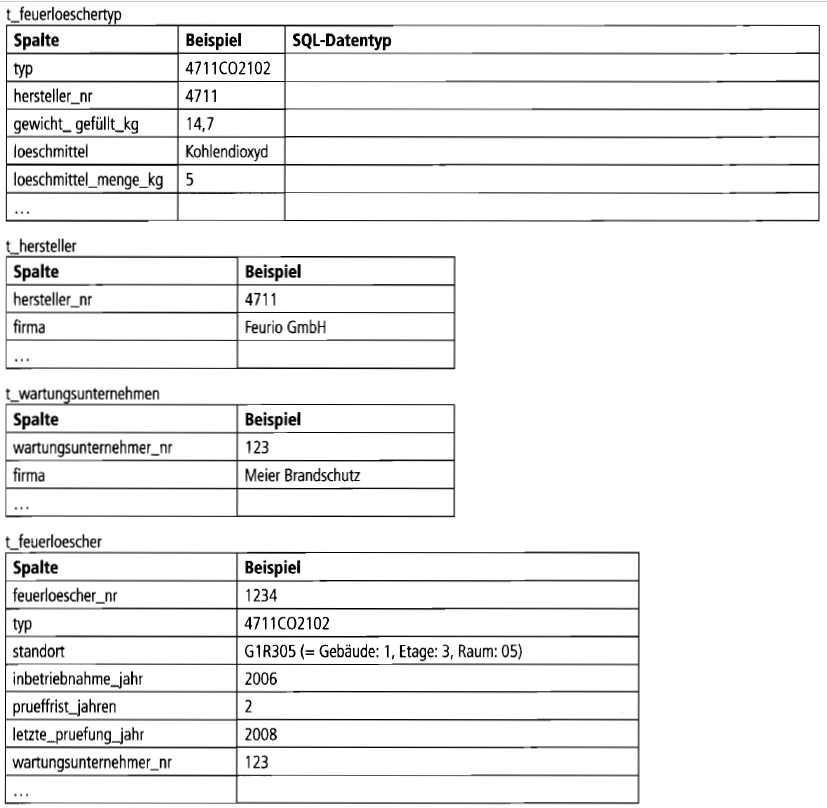 t_feuerloeschertyp
Spalte Beispiel SQL-Datentyp
typ 4711CO2102
hersteller_nr 4711
gewicht_ gefüllt_kg 14,7
loeschmittel Kohlendioxyd
loeschmittel_menge_kg 5
...
t_hersteller
Spalte Beispiel
hersteller_nr 4711
firma Feurio GmbH
...
t_wartungsunternehmen
Spalte Beispiel
wartungsunternehmer_nr 123
firma Meier Brandschutz
...
t_feuerloescher
Spalte Beispiel
feuerloescher_nr 1234
typ 4711CO2102
standort G1R305 (= Gebäude: 1, Etage: 3, Raum: 05)
inbetriebnahme_jahr 2006
prueffrist_jahren 2
letzte_pruefung_jahr 2008
wartungsunternehmer_nr 123
...